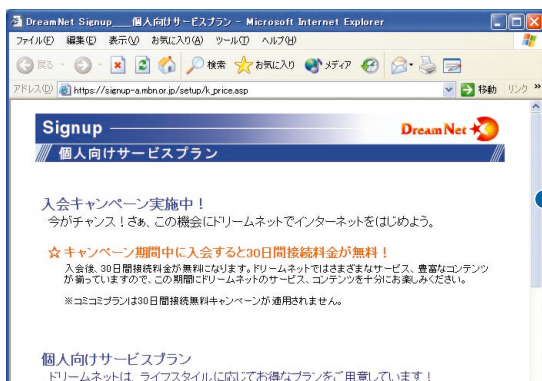 DreamNet Signup___個人向けサービスプラン - Microsoft Internet Explorer
ファイル(F) 編集(E) 表示(V) お気に入り(A) ツール(T) ヘルプ(H)
戻る 検索 お気に入り メディア
アドレス(D) https://signup-a.mbn.or.jp/setup/k_price.asp 移動 リンク »
Signup Dream Net
個人向けサービスプラン
入会キャンペーン実施中！
今がチャンス！さぁ、この機会にドリームネットでインターネットをはじめよう。
☆ キャンペーン期間中に入会すると30日間接続料金が無料！
入会後、30日間接続料金が無料になります。ドリームネットではさまざまなサービス、豊富なコンテンツ
が揃っていますので、この期間にドリームネットのサービス、コンテンツを十分にお楽しみください。
※コミコミプランは30日間接続無料キャンペーンが適用されません。
個人向けサービスプラン
ドリームネットは、ライフスタイルに応じてお得なプランをご用意しています！